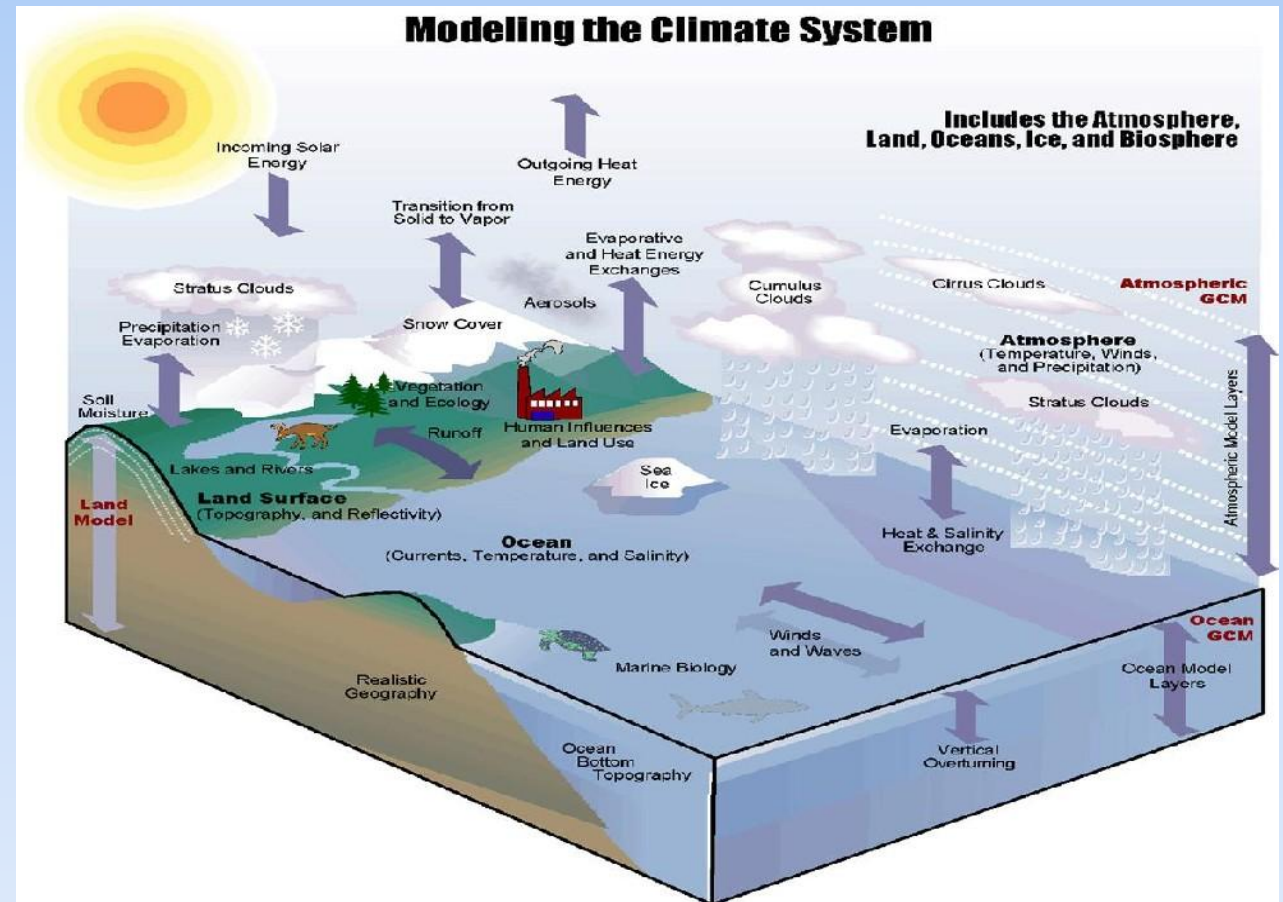 Modeling the Climate System
Includes the Atmosphere,
Land, Oceans, Ice, and Biosphere
Incoming Solar
Energy
Outgoing Heat
Energy
Transition from
Solid to Vapor
Evaporative
and Heat Energy
Exchanges
Stratus Clouds
Aerosols
Cumulus
Clouds
Cirrus Clouds
Atmospheric
GCM
Precipitation
Evaporation
Snow Cover
Atmosphere
(Temperature, Winds,
and Precipitation)
Stratus Clouds
Atmospheric Model Layers
Soil
Moisture
Vegetation
and Ecology
Runoff
Human Influences
and Land Use
Evaporation
Lakes and Rivers
Sea
Ice
Land
Model
Land Surface
(Topography, and Reflectivity)
Heat & Salinity
Exchange
Ocean
(Currents, Temperature, and Salinity)
Ocean
GCM
Winds
and Waves
Marine Biology
Ocean Model
Layers
Realistic
Geography
Ocean
Bottom
Topography
Vertical
Overturning